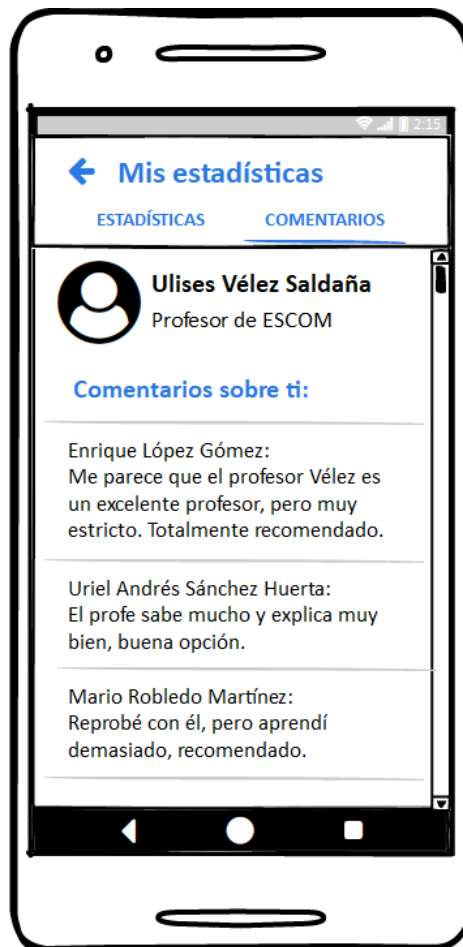 2:15
Mis estadísticas
ESTADÍSTICAS COMENTARIOS
Ulises Vélez Saldaña
Profesor de ESCOM
Comentarios sobre ti:
Enrique López Gómez:
Me parece que el profesor Vélez es
un excelente profesor, pero muy
estricto. Totalmente recomendado.
Uriel Andrés Sánchez Huerta:
El profe sabe mucho y explica muy
bien, buena opción.
Mario Robledo Martínez:
Reprobé con él, pero aprendí
demasiado, recomendado.